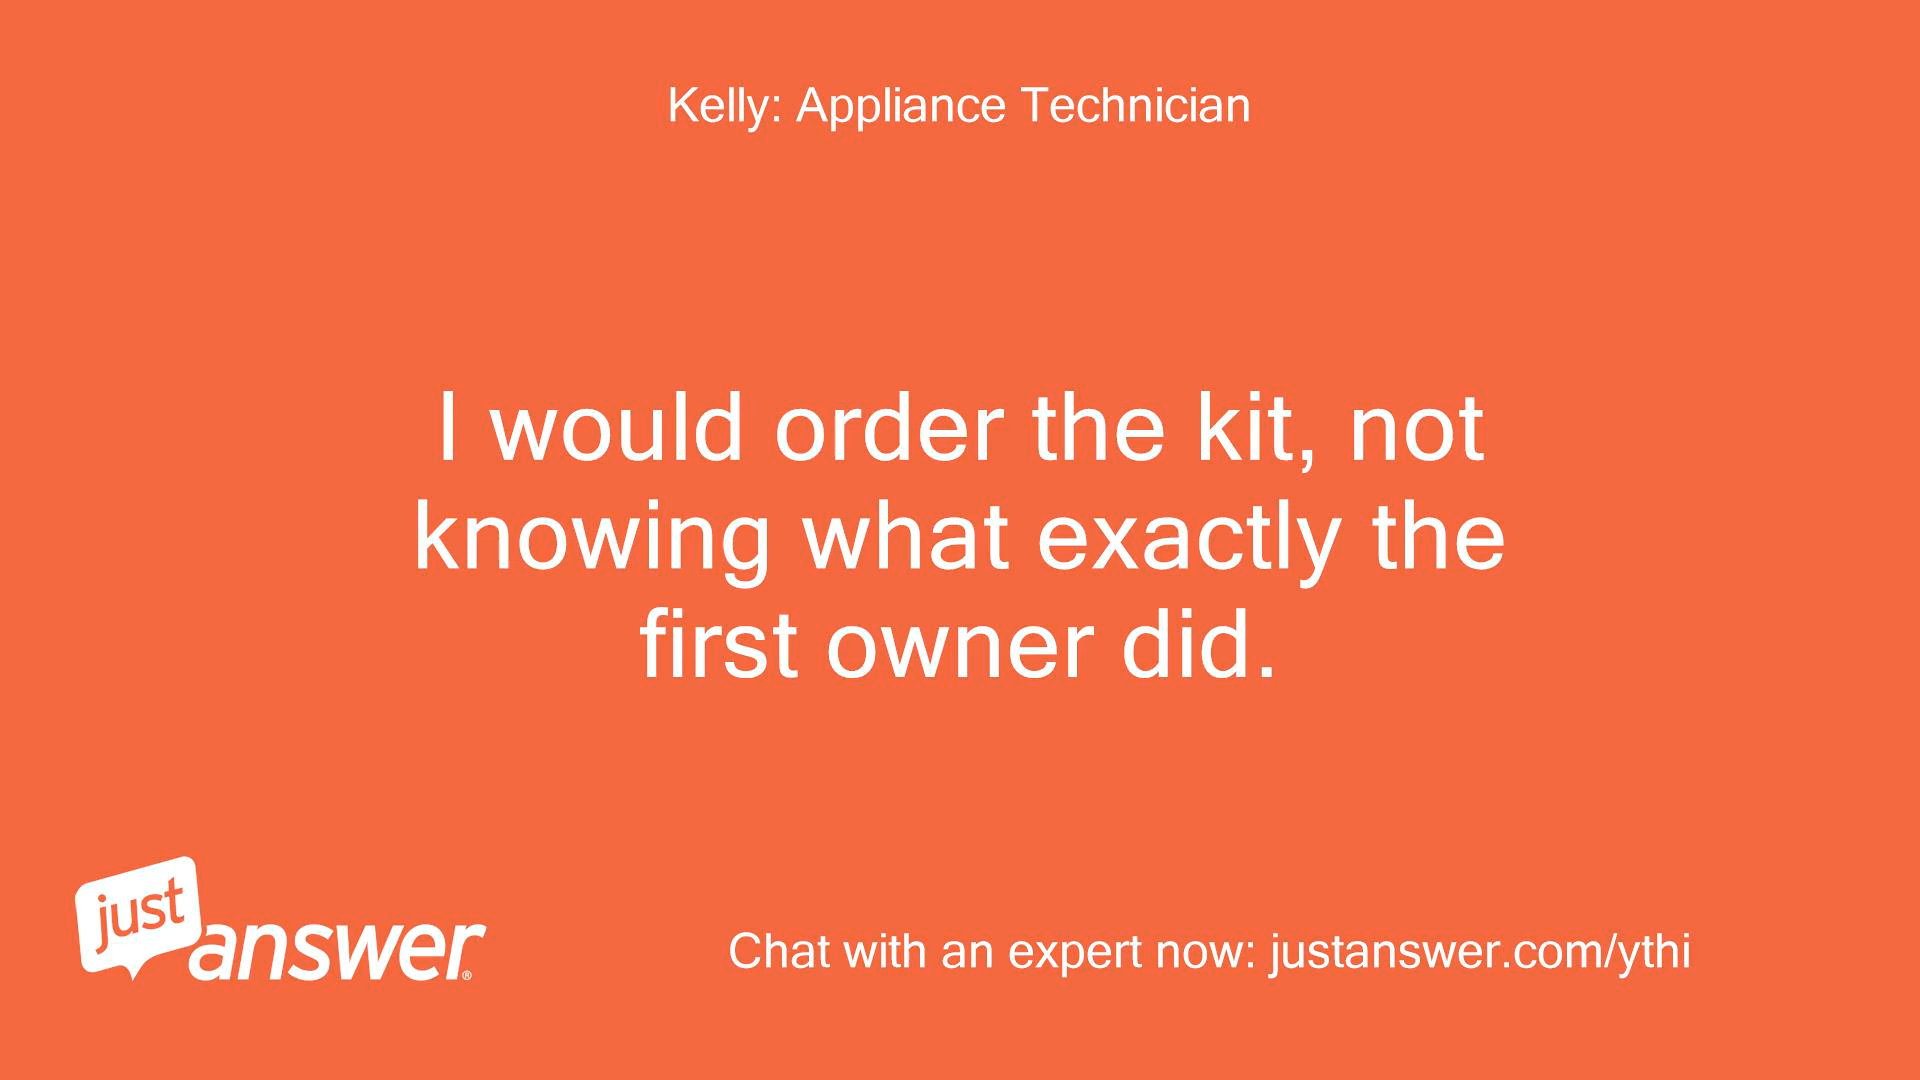 Kelly: Appliance Technician
I would order the kit, not
knowing what exactly the
first owner did.
just
answer®
Chat with an expert now: justanswer.com/ythi